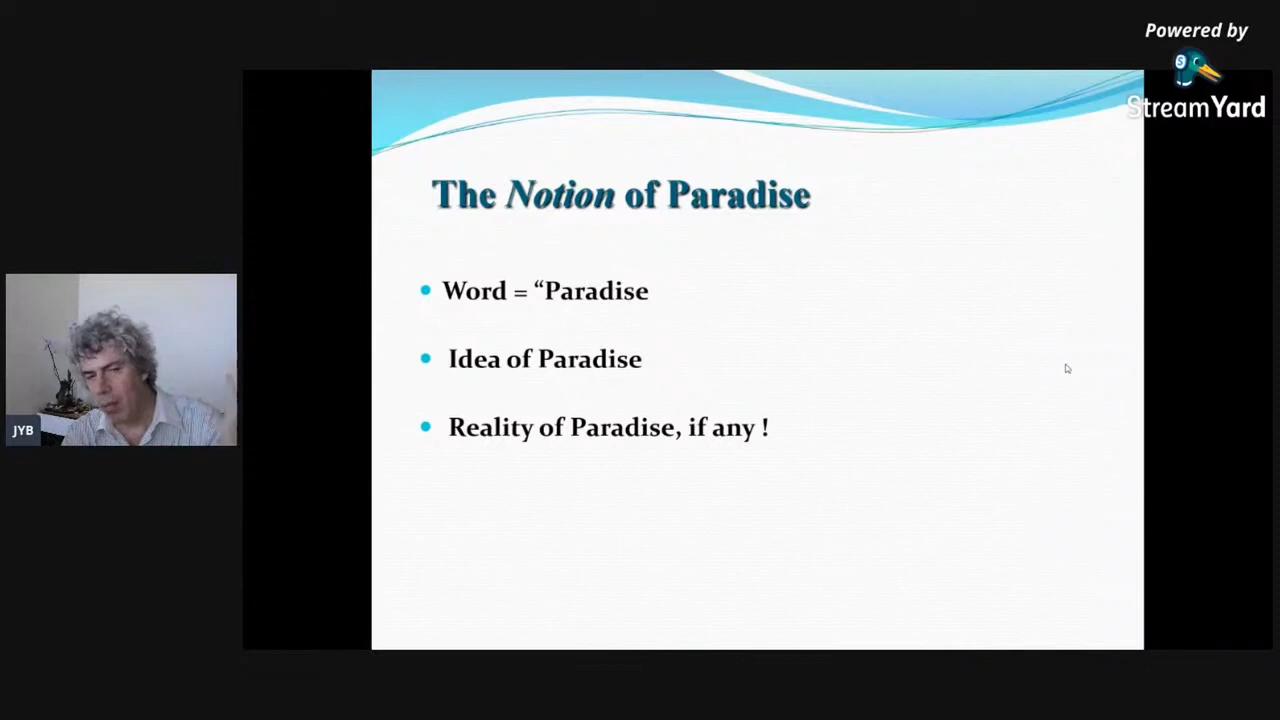 Powered by
StreamYard
The Notion of Paradise
• Word = “Paradise
• Idea of Paradise
• Reality of Paradise, if any !
JYB